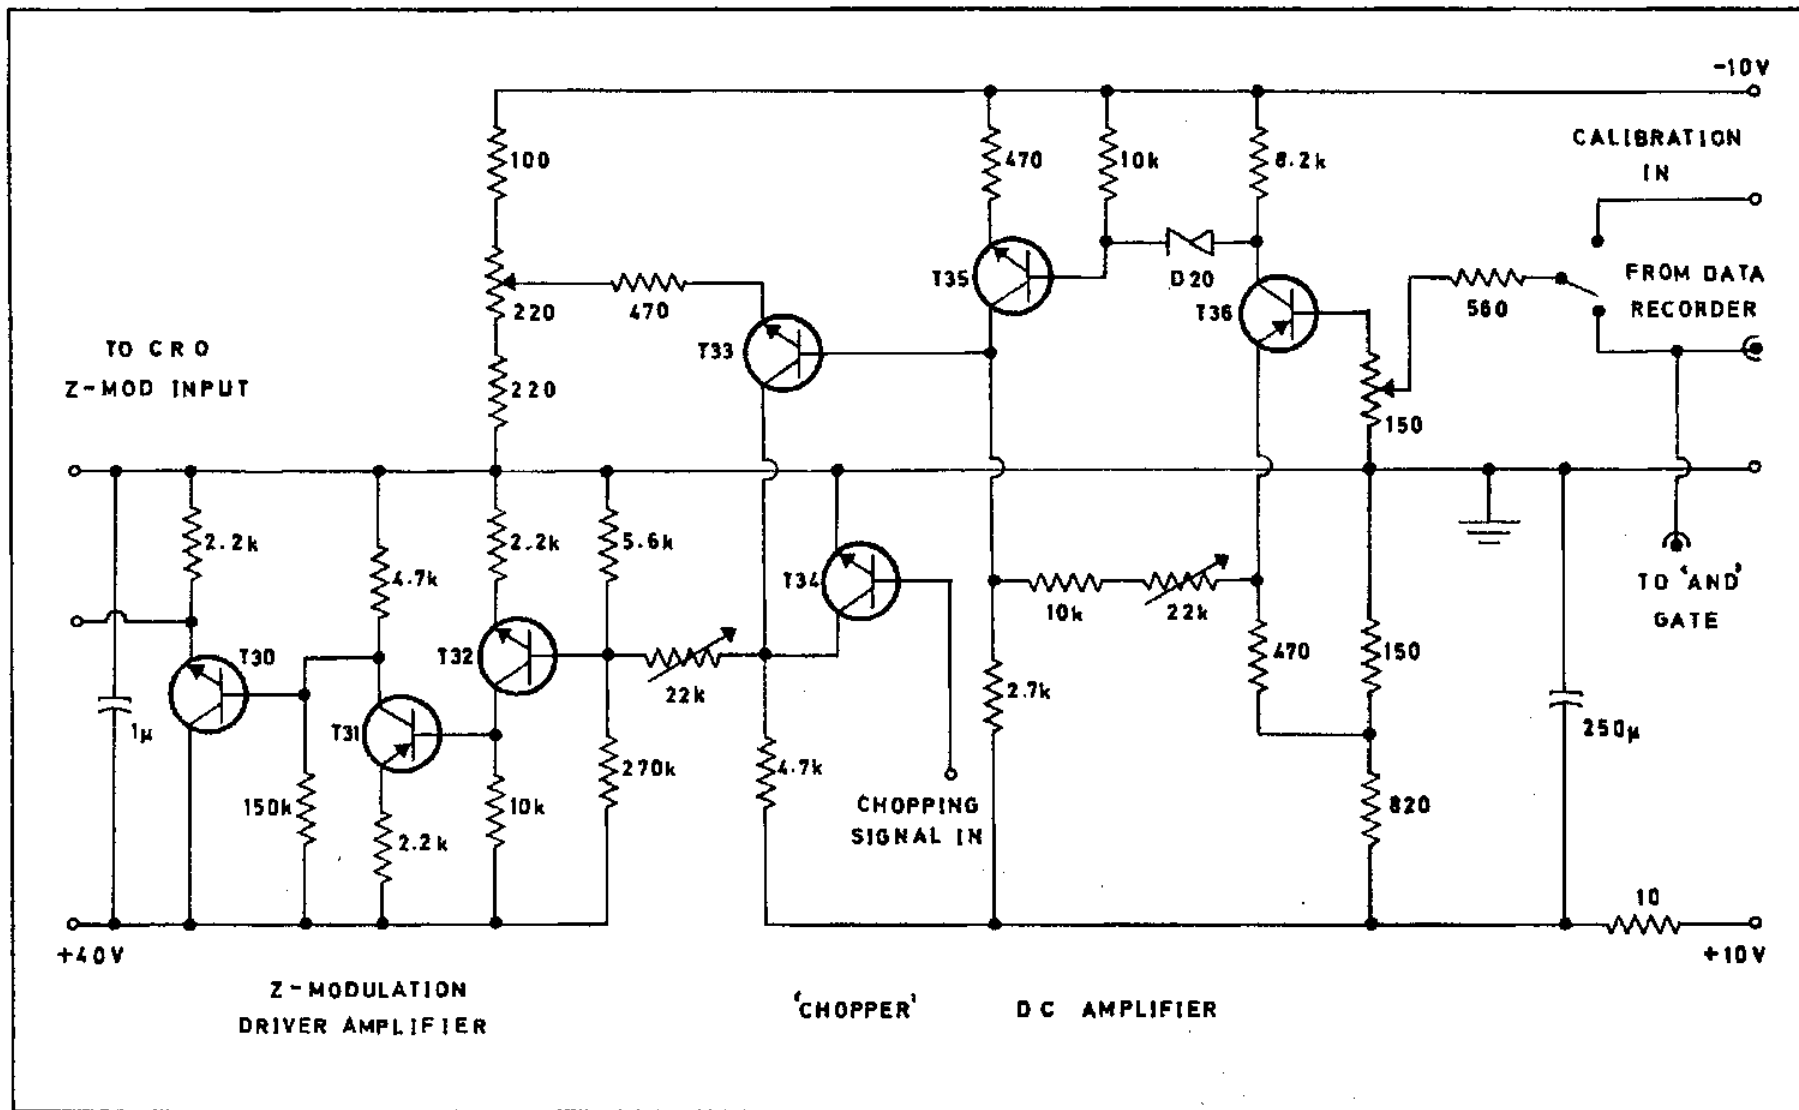 -10V
CALIBRATION
IN
100
470
10k
8.2k
T35
D20
T36
FROM DATA
RECORDER
560
220
470
T33
TO CRO
Z-MOD INPUT
220
150
2.2k
4.7k
2.2k
5.6k
T34
10k
22k
TO 'AND'
GATE
T30
T32
22k
2.7k
470
150
1µ
T31
250µ
150k
2.2k
10k
270k
4.7k
CHOPPING
SIGNAL IN
820
10
+40V
+10V
Z-MODULATION
DRIVER AMPLIFIER
'CHOPPER'
DC AMPLIFIER